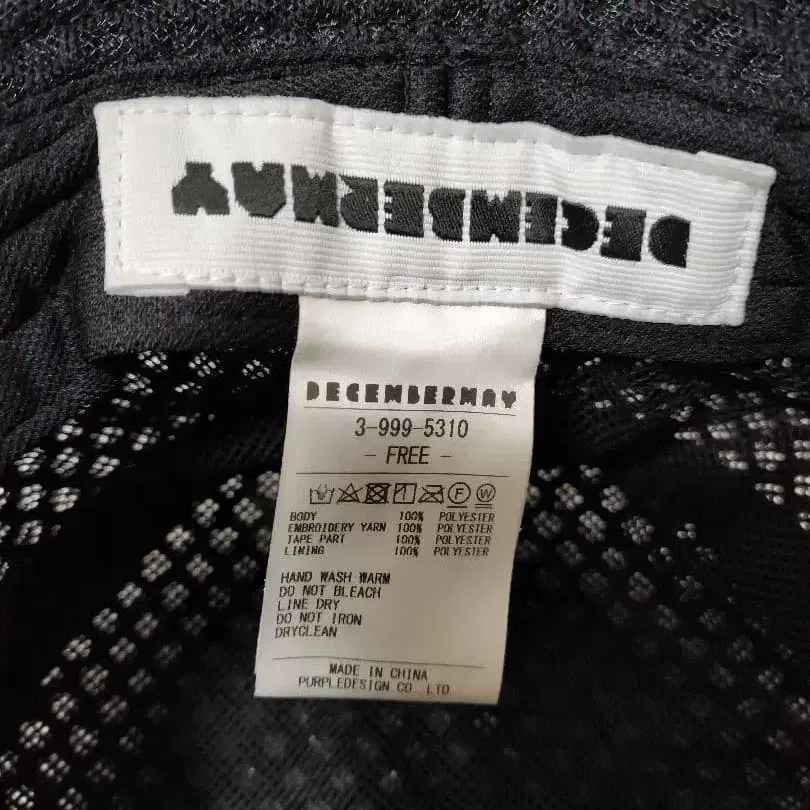 DECEMBERMAY
DECEMBERMAY
3-999-5310
- FREE -
BODY 100% POLYESTER
EMBROIDERY YARN 100% POLYESTER
TAPE PART 100% POLYESTER
LINING 100% POLYESTER
HAND WASH WARM
DO NOT BLEACH
LINE DRY
DO NOT IRON
DRYCLEAN
MADE IN CHINA
PURPLEDESIGN CO. LTD